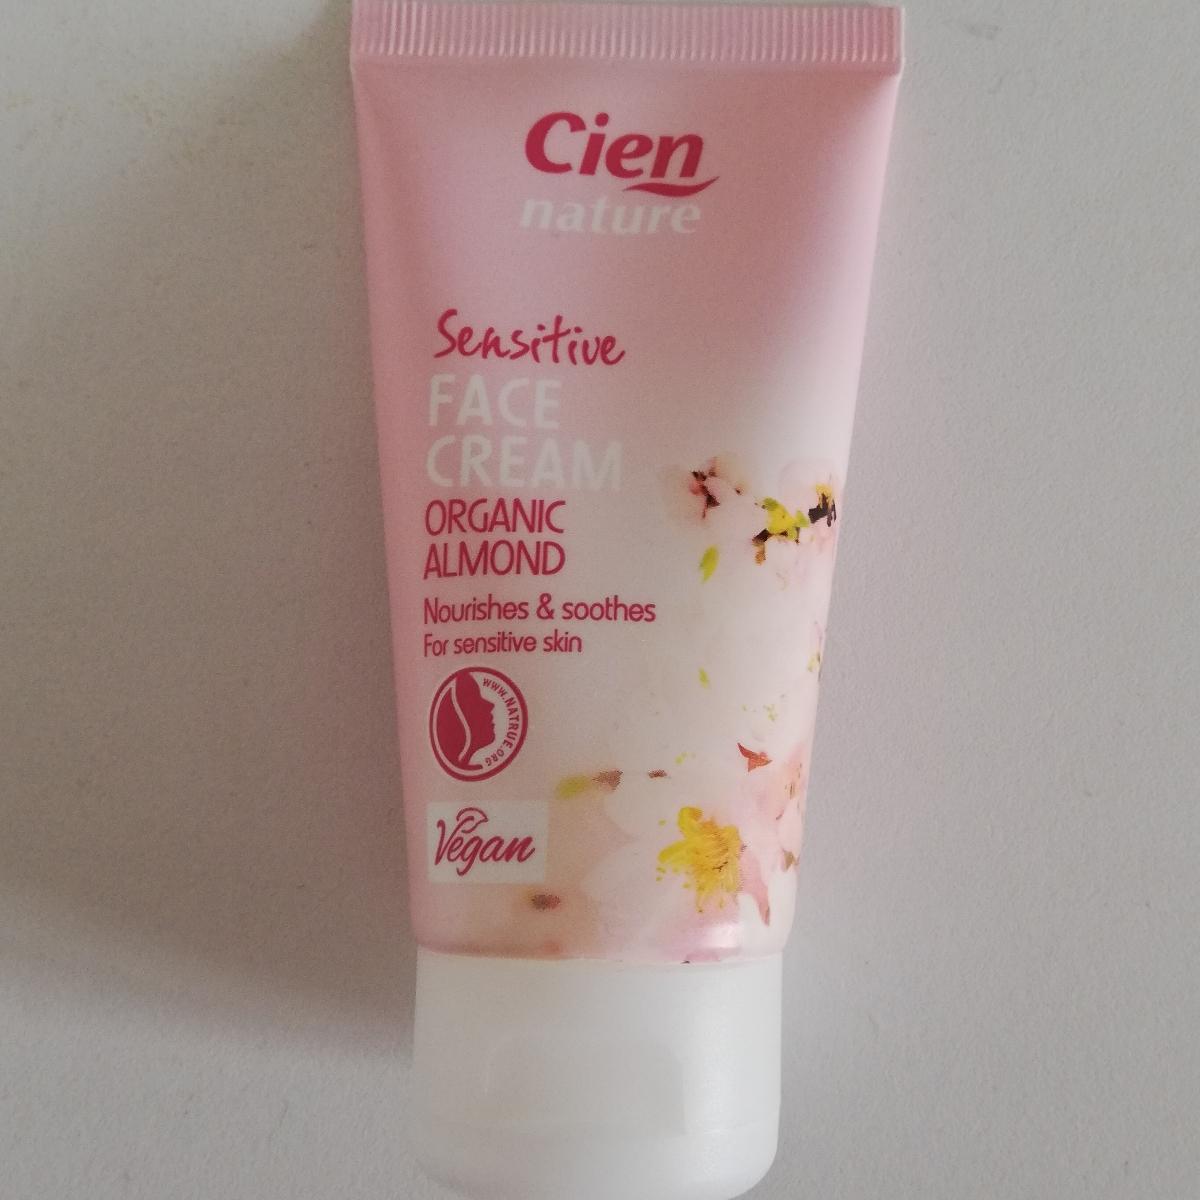 Cien
nature
Sensitive
FACE
CREAM
ORGANIC
ALMOND
Nourishes & soothes
For sensitive skin
WWW.NATRUE.ORG
Vegan